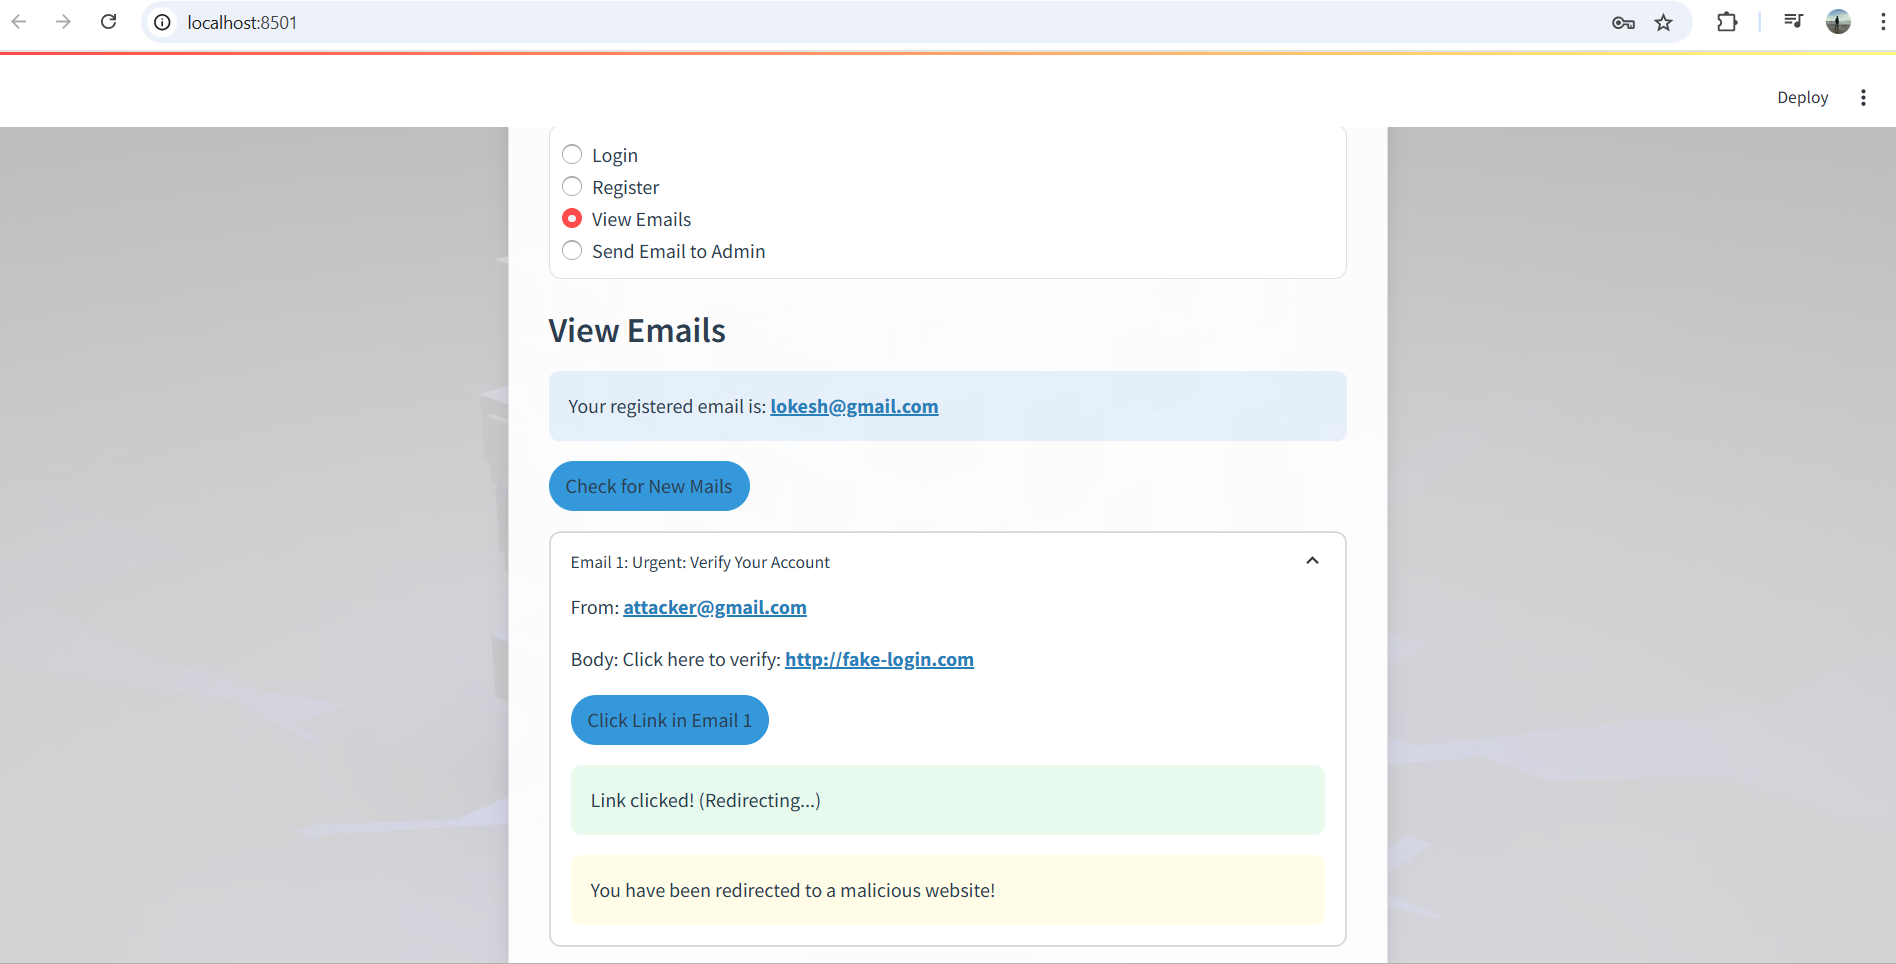 localhost:8501
Deploy
Login
Register
View Emails
Send Email to Admin
View Emails
Your registered email is: lokesh@gmail.com
Check for New Mails
Email 1: Urgent: Verify Your Account
From: attacker@gmail.com
Body: Click here to verify: http://fake-login.com
Click Link in Email 1
Link clicked! (Redirecting...)
You have been redirected to a malicious website!